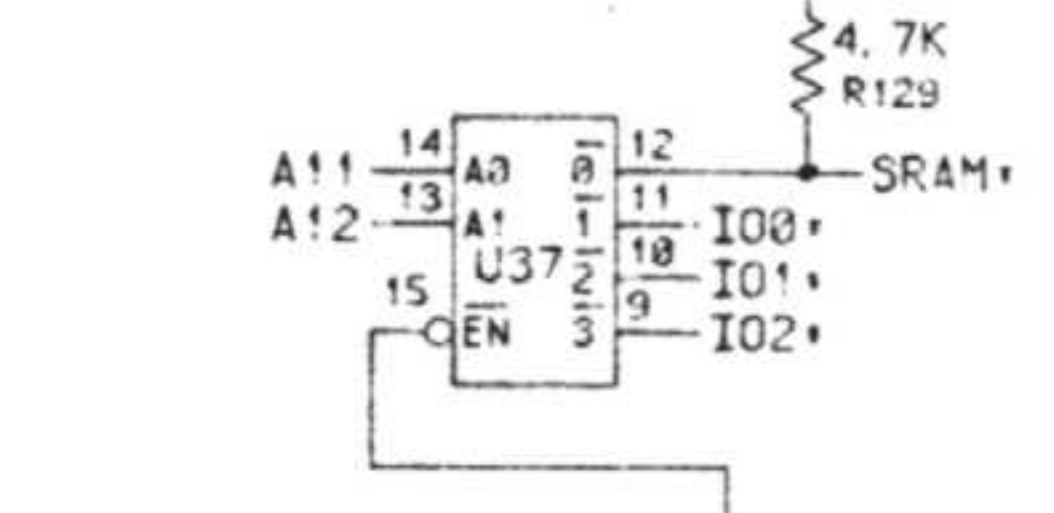 4.7K
R129
14 12
A11 A0 0 SRAM*
13 11
A12 A1 1 IO0*
U37 10
2 IO1*
15 9
EN 3 IO2*